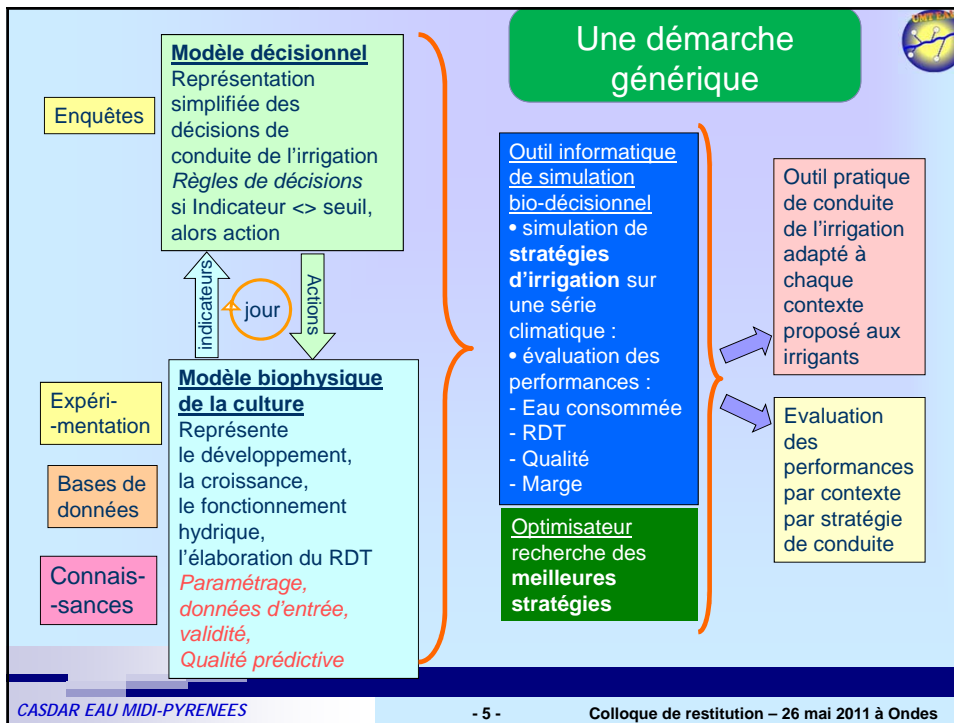 Une démarche
générique
UMT EAU
Enquêtes
Modèle décisionnel
Représentation
simplifiée des
décisions de
conduite de l'irrigation
Règles de décisions
si Indicateur <> seuil,
alors action
indicateurs
jour
Actions
Expéri-
-mentation
Bases de
données
Connais-
-sances
Modèle biophysique
de la culture
Représente
le développement,
la croissance,
le fonctionnement
hydrique,
l'élaboration du RDT
Paramétrage,
données d'entrée,
validité,
Qualité prédictive
Outil informatique
de simulation
bio-décisionnel
• simulation de
stratégies
d'irrigation sur
une série
climatique :
• évaluation des
performances :
- Eau consommée
- RDT
- Qualité
- Marge
Optimisateur
recherche des
meilleures
stratégies
Outil pratique
de conduite
de l'irrigation
adapté à
chaque
contexte
proposé aux
irrigants
Evaluation
des
performances
par contexte
par stratégie
de conduite
CASDAR EAU MIDI-PYRENEES
- 5 -
Colloque de restitution – 26 mai 2011 à Ondes